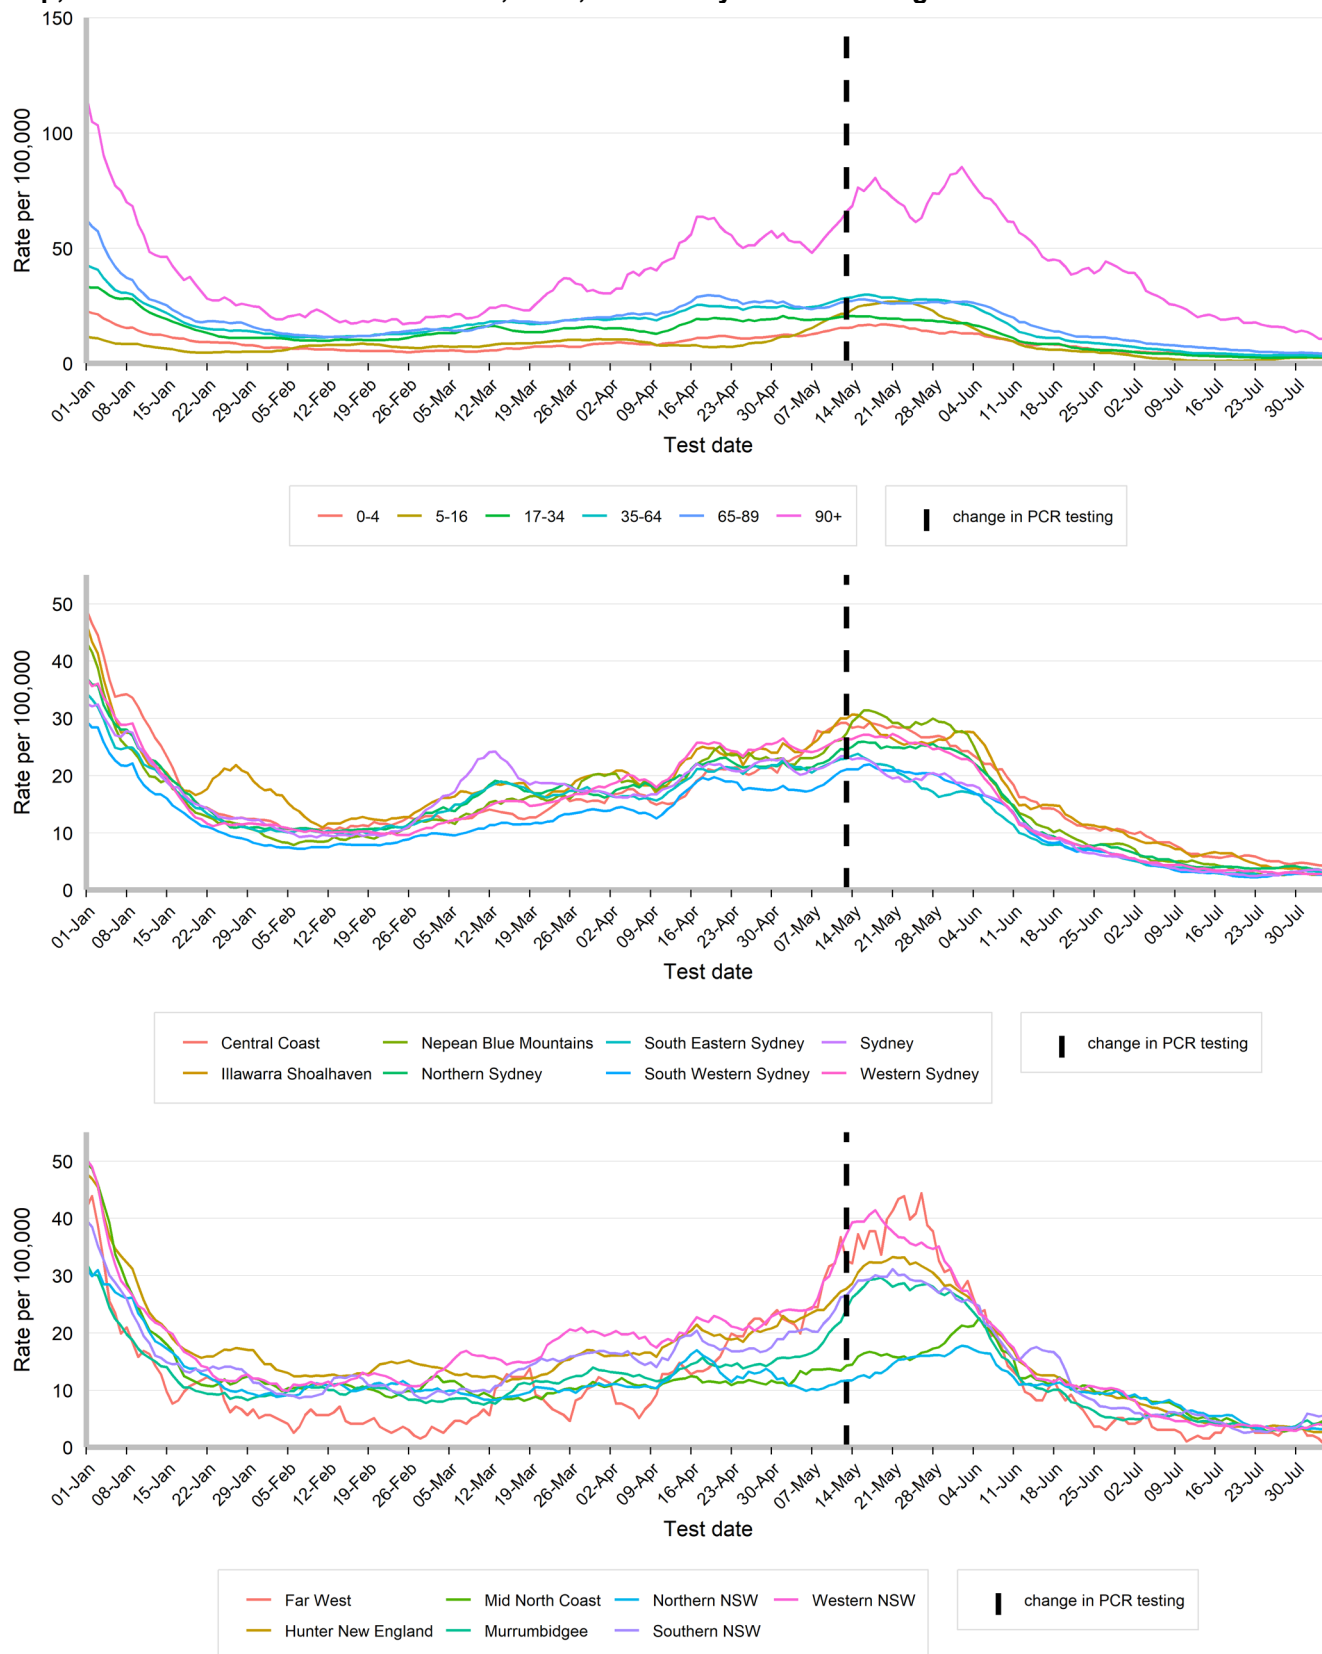 150
100
50
0
Rate per 100,000
01-Jan 08-Jan 15-Jan 22-Jan 29-Jan 05-Feb 12-Feb 19-Feb 26-Feb 05-Mar 12-Mar 19-Mar 26-Mar 02-Apr 09-Apr 16-Apr 23-Apr 30-Apr 07-May 14-May 21-May 28-May 04-Jun 11-Jun 18-Jun 25-Jun 02-Jul 09-Jul 16-Jul 23-Jul 30-Jul
Test date
0-4 5-16 17-34 35-64 65-89 90+ change in PCR testing
50
40
30
20
10
0
Rate per 100,000
01-Jan 08-Jan 15-Jan 22-Jan 29-Jan 05-Feb 12-Feb 19-Feb 26-Feb 05-Mar 12-Mar 19-Mar 26-Mar 02-Apr 09-Apr 16-Apr 23-Apr 30-Apr 07-May 14-May 21-May 28-May 04-Jun 11-Jun 18-Jun 25-Jun 02-Jul 09-Jul 16-Jul 23-Jul 30-Jul
Test date
Central Coast Nepean Blue Mountains South Eastern Sydney Sydney change in PCR testing
Illawarra Shoalhaven Northern Sydney South Western Sydney Western Sydney
50
40
30
20
10
0
Rate per 100,000
01-Jan 08-Jan 15-Jan 22-Jan 29-Jan 05-Feb 12-Feb 19-Feb 26-Feb 05-Mar 12-Mar 19-Mar 26-Mar 02-Apr 09-Apr 16-Apr 23-Apr 30-Apr 07-May 14-May 21-May 28-May 04-Jun 11-Jun 18-Jun 25-Jun 02-Jul 09-Jul 16-Jul 23-Jul 30-Jul
Test date
Far West Mid North Coast Northern NSW Western NSW change in PCR testing
Hunter New England Murrumbidgee Southern NSW